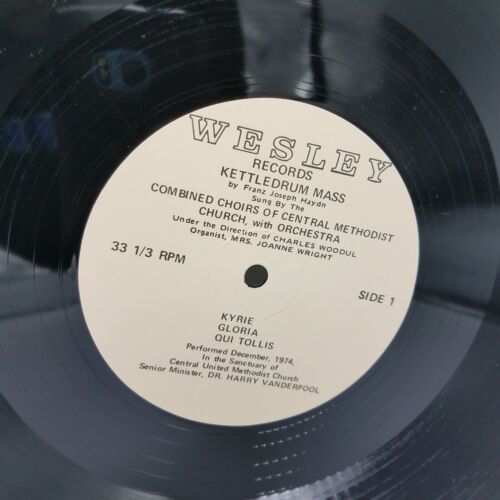 WESLEY
RECORDS
KETTLEDRUM MASS
by Franz Joseph Haydn
Sung By The
COMBINED CHOIRS OF CENTRAL METHODIST
CHURCH, with ORCHESTRA
Under the Direction of CHARLES WOODUL
Organist, MRS. JOANNE WRIGHT
33 1/3 RPM
SIDE 1
KYRIE
GLORIA
QUI TOLLIS
Performed December, 1974,
In the Sanctuary of
Central United Methodist Church
Senior Minister, DR. HARRY VANDERPOOL